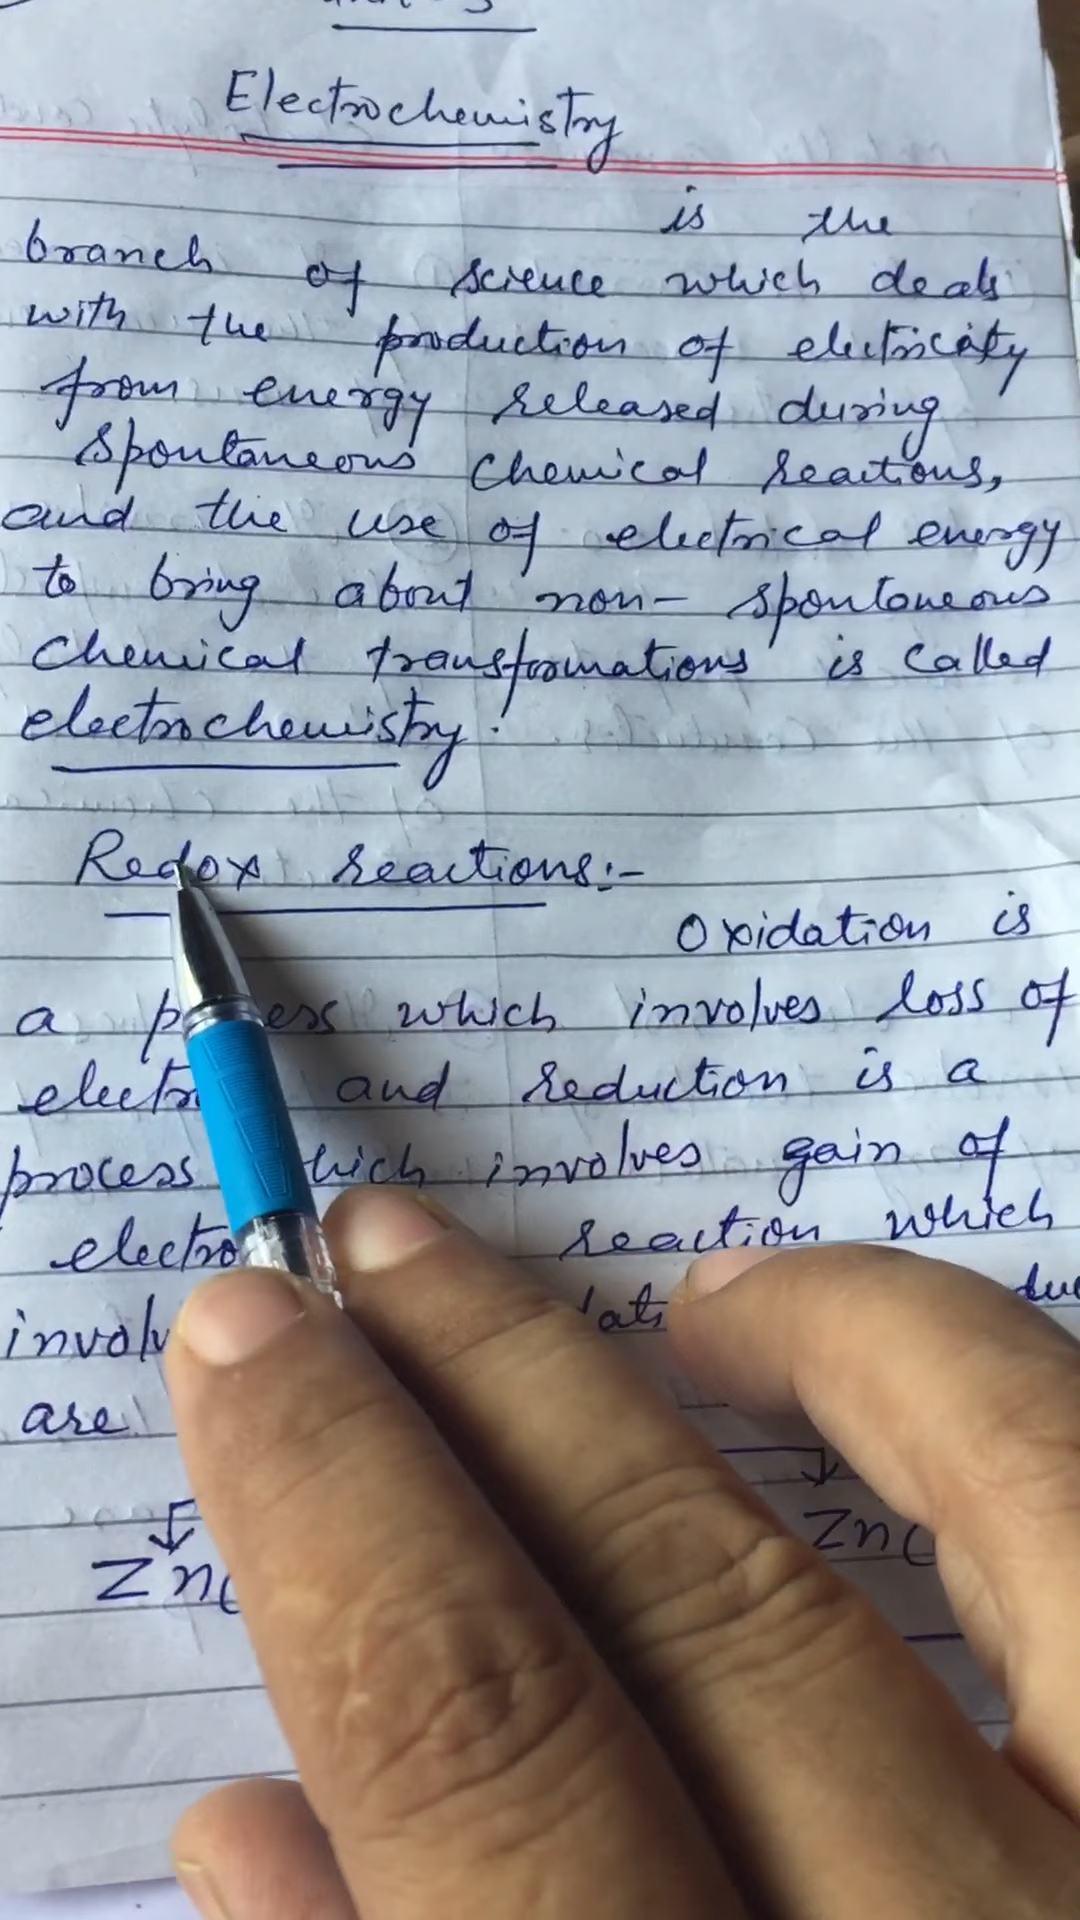 Electrochemistry
is the
branch of science which deals
with the production of electricity
from energy released during
spontaneous chemical reactions,
and the use of electrical energy
to bring about non-spontaneous
chemical transformations is called
electrochemistry.
Redox reactions:-
Oxidation is
a which involves loss of
and reduction is a
process involves gain of
reaction which
are
Zn( Zn(